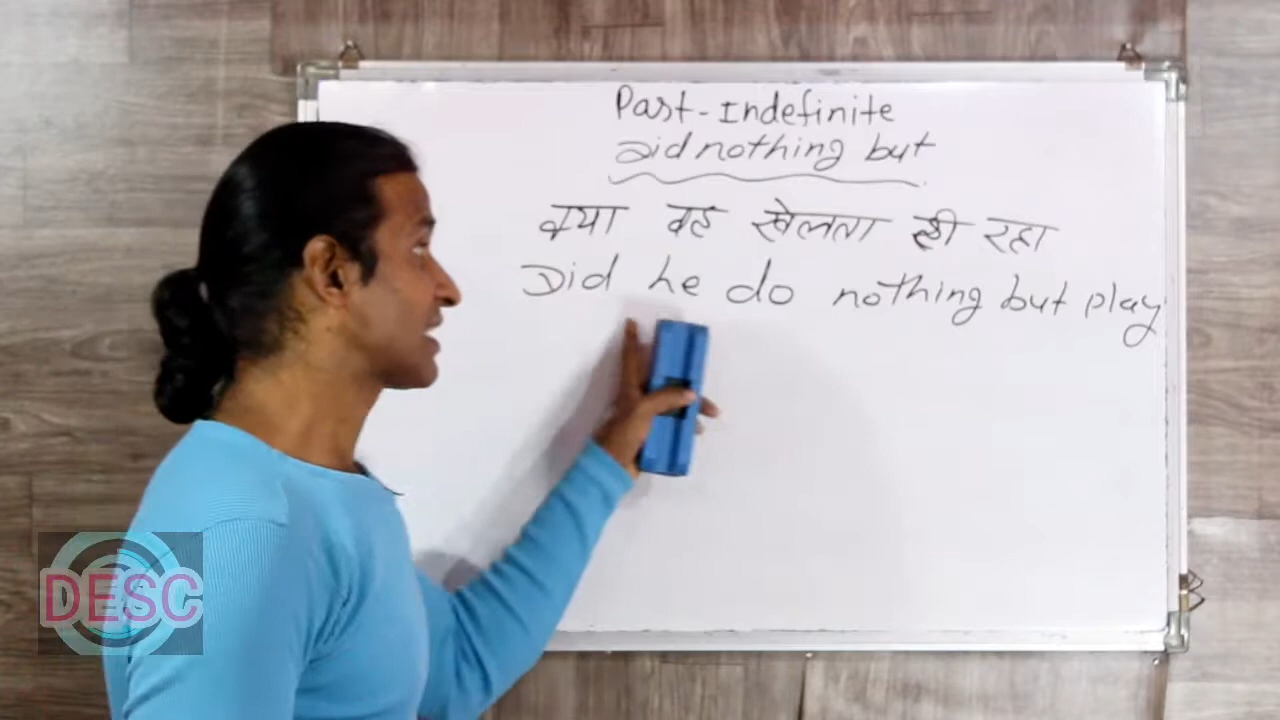 Past-Indefinite
Did nothing but
क्या वह खेलता ही रहा
Did he do nothing but play
DESC